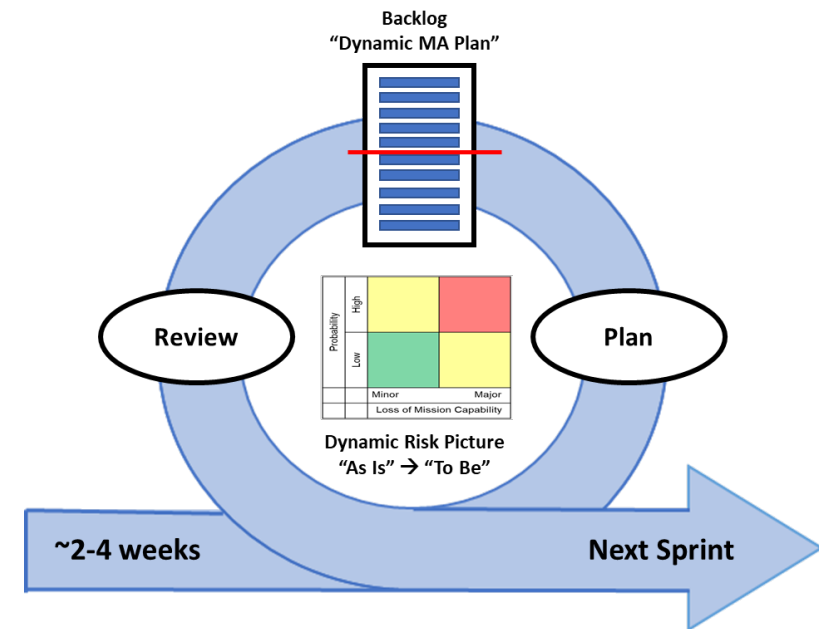 Backlog
“Dynamic MA Plan”
Review
Plan
Probability
High
Low
Minor Major
Loss of Mission Capability
Dynamic Risk Picture
“As Is” → “To Be”
~2-4 weeks
Next Sprint